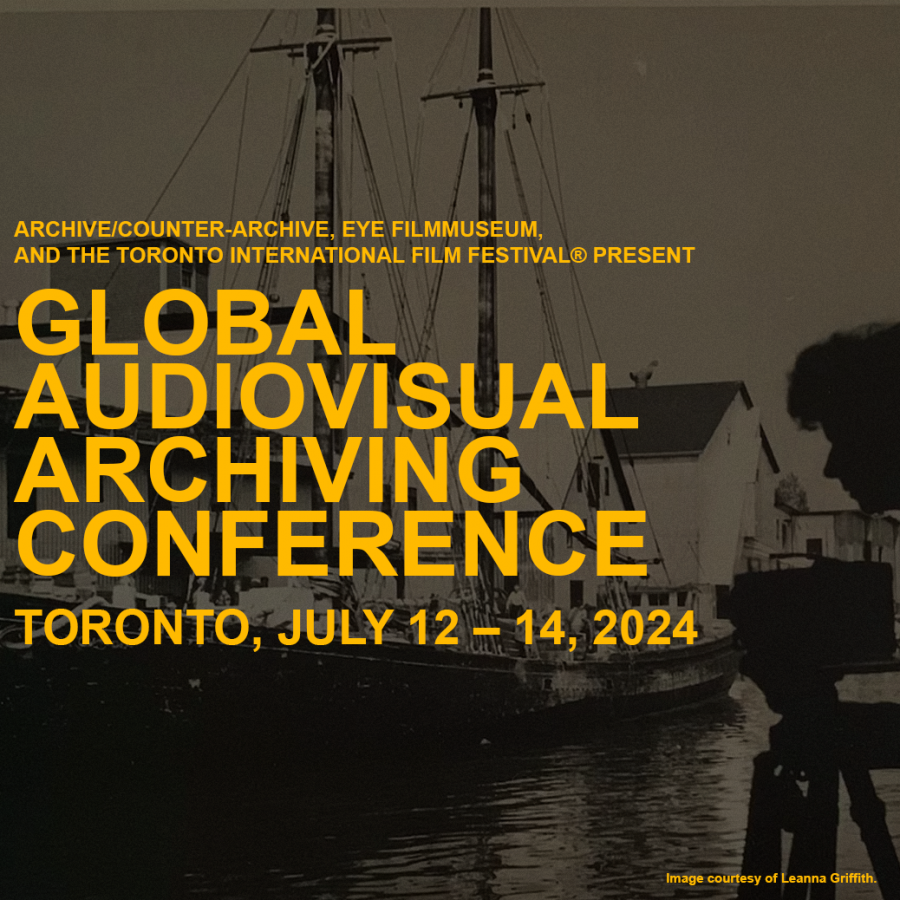 ARCHIVE/COUNTER-ARCHIVE, EYE FILMMUSEUM,
AND THE TORONTO INTERNATIONAL FILM FESTIVAL® PRESENT
GLOBAL
AUDIOVISUAL
ARCHIVING
CONFERENCE
TORONTO, JULY 12 – 14, 2024
Image courtesy of Leanna Griffith.